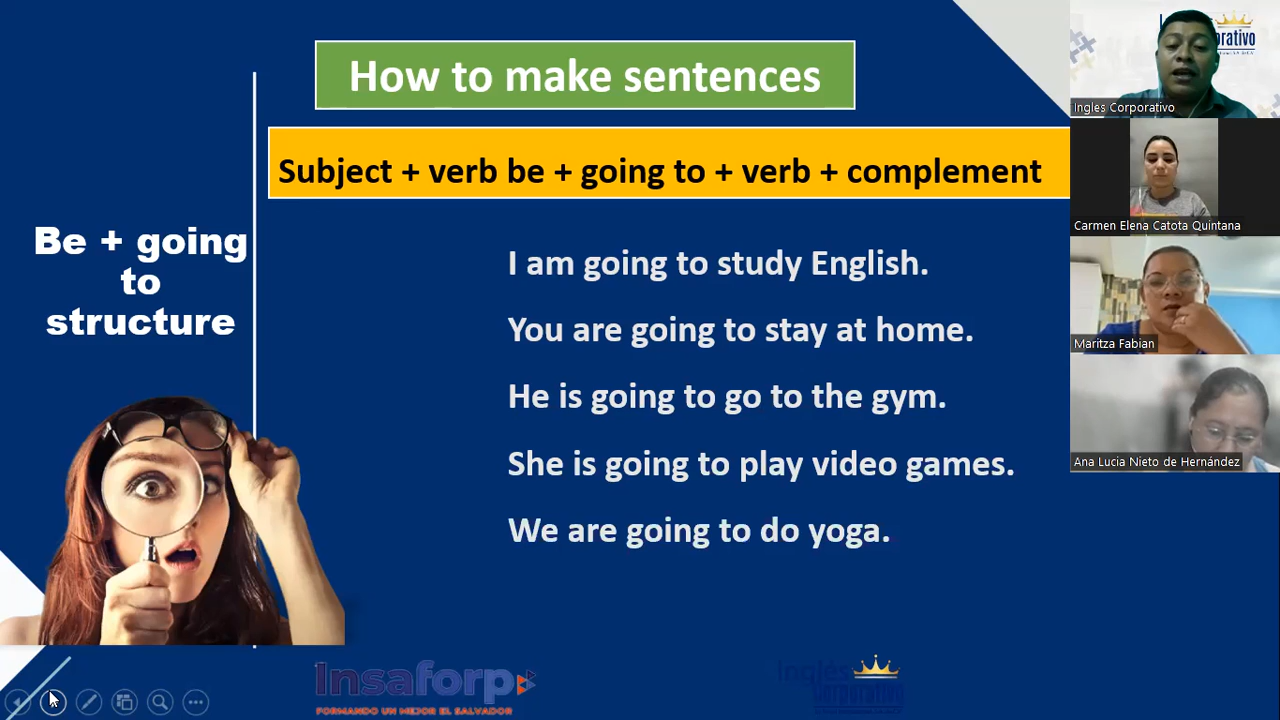 How to make sentences
Subject + verb be + going to + verb + complement
Be + going
to
structure
I am going to study English.
You are going to stay at home.
He is going to go to the gym.
She is going to play video games.
We are going to do yoga.
Insaforp
FORMANDO UN MEJOR EL SALVADOR
Inglés
corporativo
Ingles Corporativo
Carmen Elena Catota Quintana
Maritza Fabian
Ana Lucia Nieto de Hernández